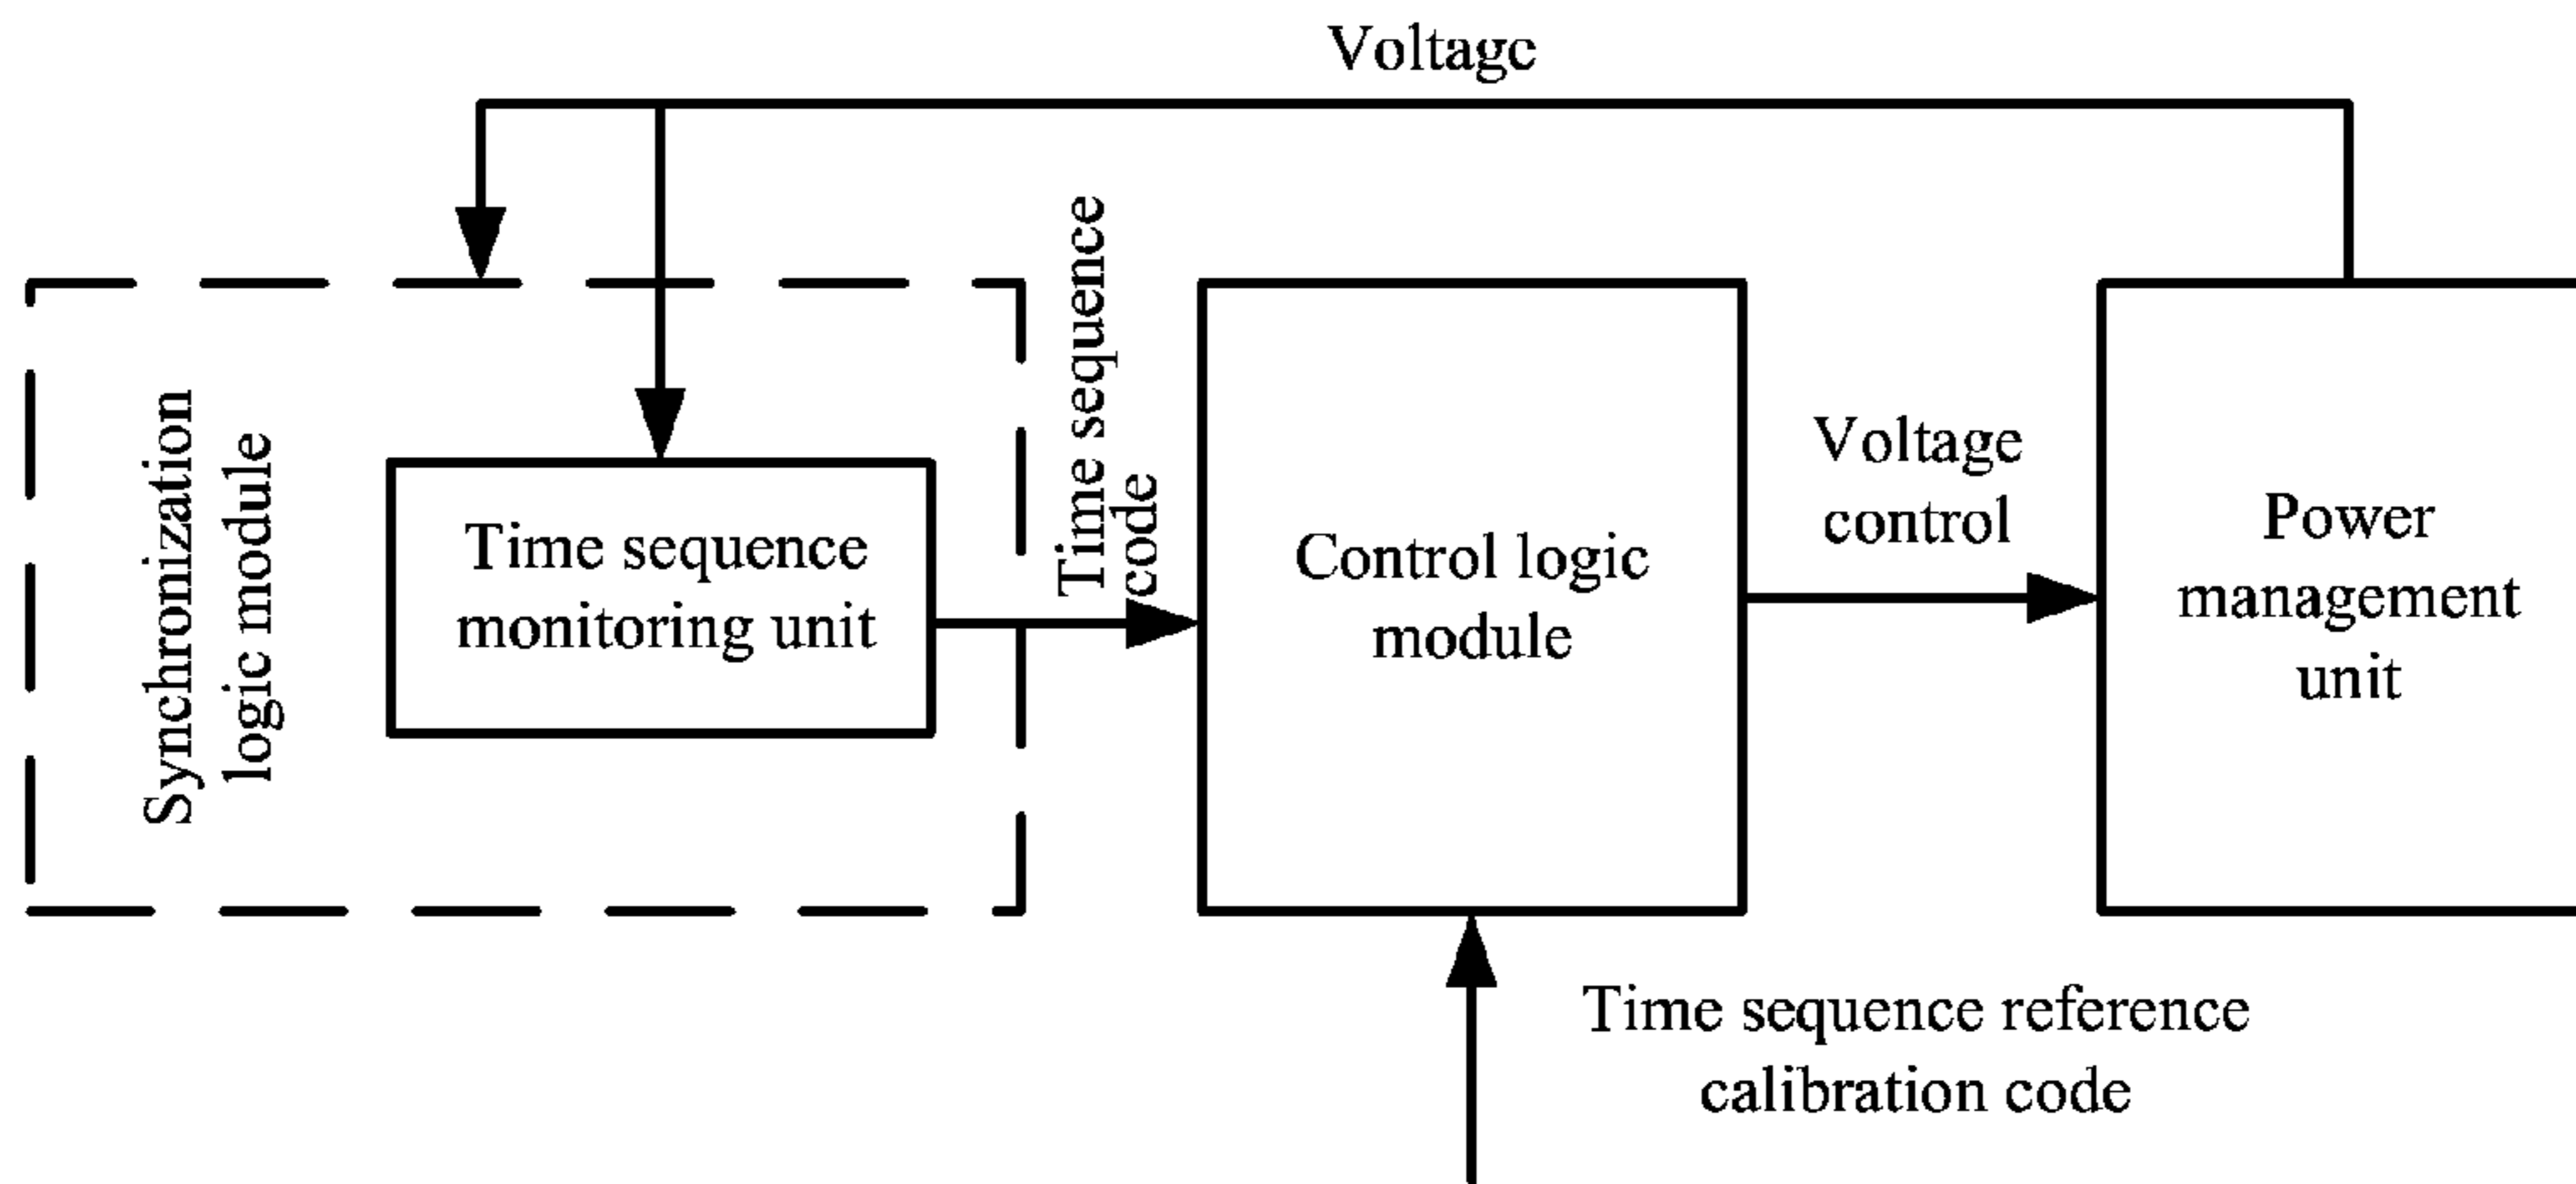 Voltage
Synchronization
logic module
Time sequence
monitoring unit
Time sequence
code
Control logic
module
Voltage
control
Power
management
unit
Time sequence reference
calibration code